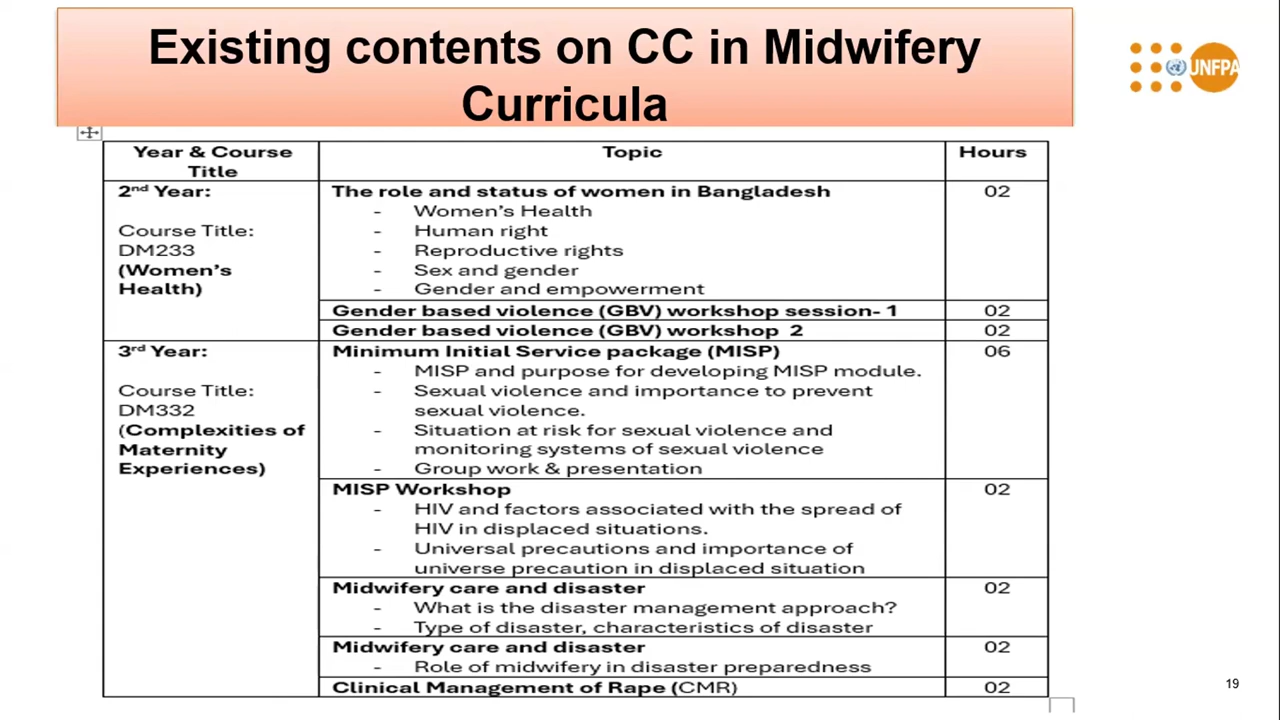 Existing contents on CC in Midwifery
Curricula
UNFPA
Year & Course
Title
Topic
Hours
2nd Year:
Course Title:
DM233
(Women's
Health)
The role and status of women in Bangladesh
02
- Women's Health
- Human right
- Reproductive rights
- Sex and gender
- Gender and empowerment
Gender based violence (GBV) workshop session- 1
02
Gender based violence (GBV) workshop 2
02
3rd Year:
Course Title:
DM332
(Complexities of
Maternity
Experiences)
Minimum Initial Service package (MISP)
06
- MISP and purpose for developing MISP module.
- Sexual violence and importance to prevent
sexual violence.
- Situation at risk for sexual violence and
monitoring systems of sexual violence
- Group work & presentation
MISP Workshop
02
- HIV and factors associated with the spread of
HIV in displaced situations.
- Universal precautions and importance of
universe precaution in displaced situation
Midwifery care and disaster
02
- What is the disaster management approach?
- Type of disaster, characteristics of disaster
Midwifery care and disaster
02
- Role of midwifery in disaster preparedness
Clinical Management of Rape (CMR)
02
19